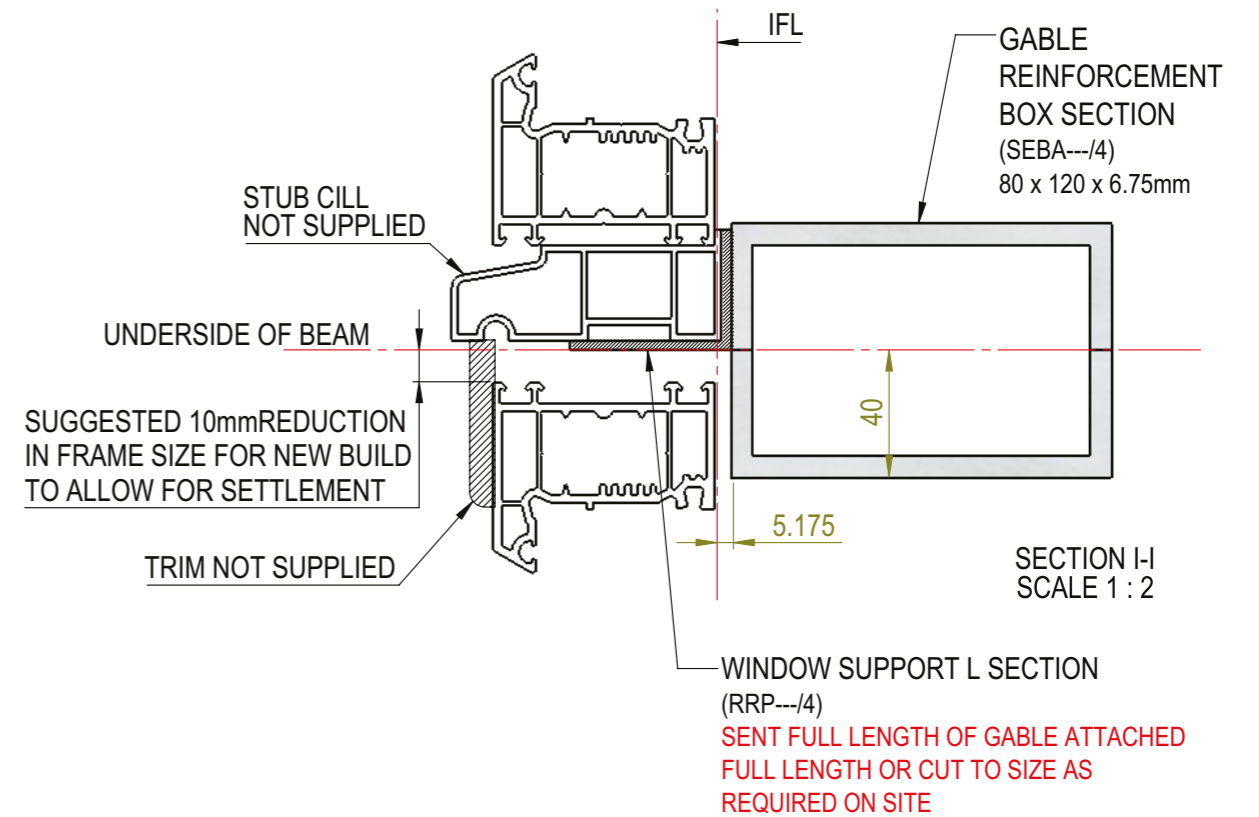 IFL
GABLE
REINFORCEMENT
BOX SECTION
(SEBA---/4)
80 x 120 x 6.75mm
STUB CILL
NOT SUPPLIED
UNDERSIDE OF BEAM
SUGGESTED 10mmREDUCTION
IN FRAME SIZE FOR NEW BUILD
TO ALLOW FOR SETTLEMENT
40
5.175
TRIM NOT SUPPLIED
SECTION I-I
SCALE 1 : 2
WINDOW SUPPORT L SECTION
(RRP---/4)
SENT FULL LENGTH OF GABLE ATTACHED
FULL LENGTH OR CUT TO SIZE AS
REQUIRED ON SITE